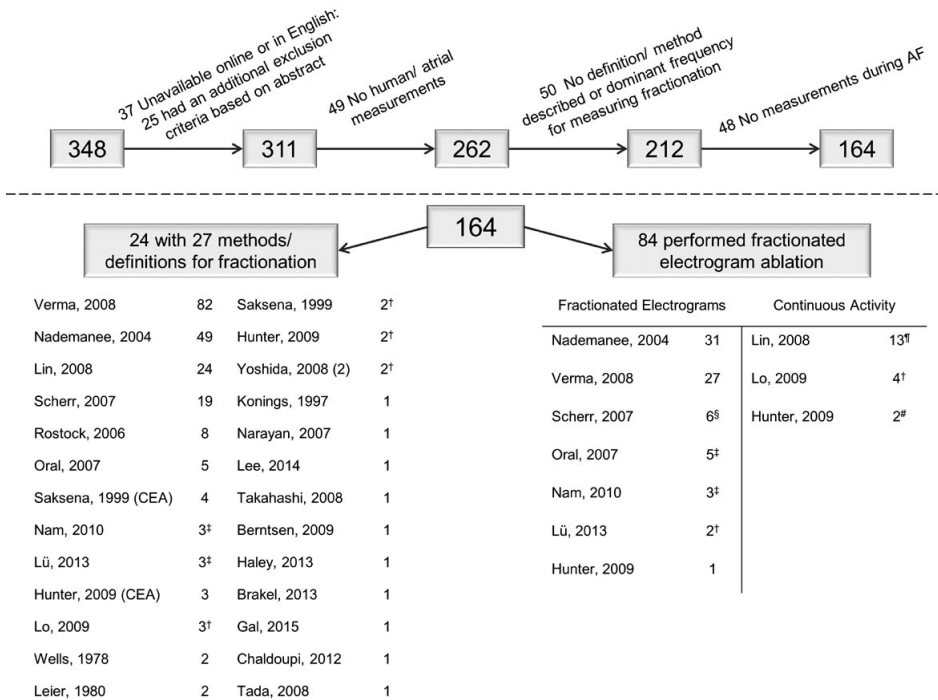 37 Unavailable online or in English:
25 had an additional exclusion
criteria based on abstract
49 No human/ atrial
measurements
50 No definition/ method
described or dominant frequency
for measuring fractionation
48 No measurements during AF
348
311
262
212
164
164
24 with 27 methods/
definitions for fractionation
84 performed fractionated
electrogram ablation
Verma, 2008 82 Saksena, 1999 2†
Nademanee, 2004 49 Hunter, 2009 2†
Lin, 2008 24 Yoshida, 2008 (2) 2†
Scherr, 2007 19 Konings, 1997 1
Rostock, 2006 8 Narayan, 2007 1
Oral, 2007 5 Lee, 2014 1
Saksena, 1999 (CEA) 4 Takahashi, 2008 1
Nam, 2010 3‡ Berntsen, 2009 1
Lü, 2013 3‡ Haley, 2013 1
Hunter, 2009 (CEA) 3 Brakel, 2013 1
Lo, 2009 3† Gal, 2015 1
Wells, 1978 2 Chaldoupi, 2012 1
Leier, 1980 2 Tada, 2008 1
Fractionated Electrograms Continuous Activity
Nademanee, 2004 31 Lin, 2008 13¶
Verma, 2008 27 Lo, 2009 4†
Scherr, 2007 6§ Hunter, 2009 2#
Oral, 2007 5‡
Nam, 2010 3‡
Lü, 2013 2†
Hunter, 2009 1